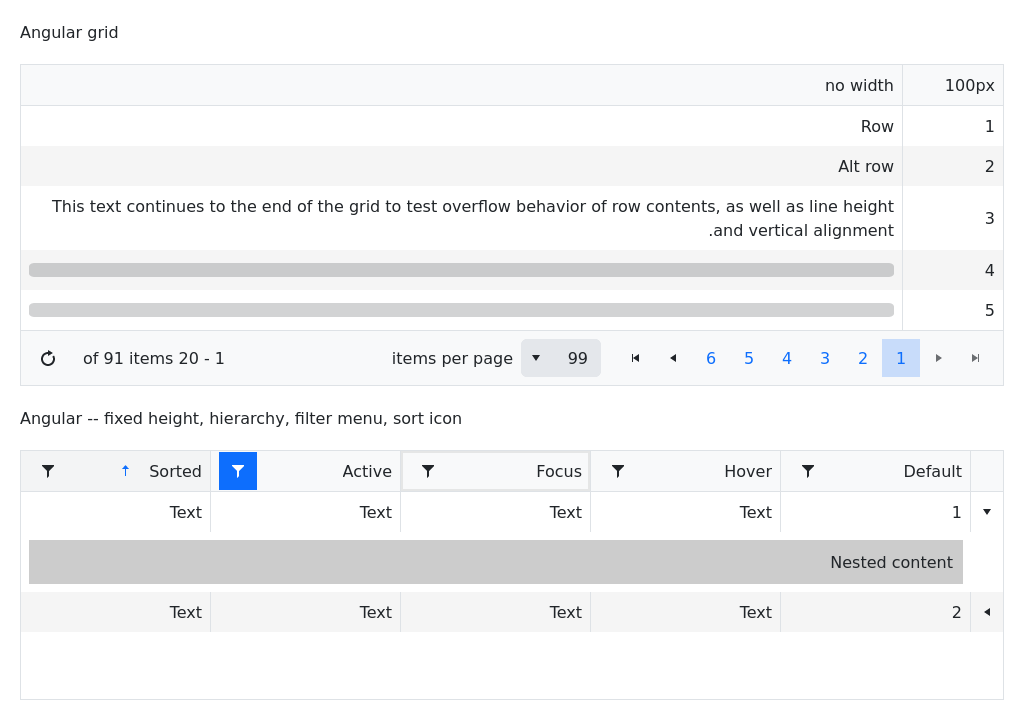 Angular grid
100px no width
1 Row
2 Alt row
3 This text continues to the end of the grid to test overflow behavior of row contents, as well as line height
.and vertical alignment
4
5
1 2 3 4 5 6 99 items per page of 91 items 20 - 1
Angular -- fixed height, hierarchy, filter menu, sort icon
Default Hover Focus Active Sorted
1 Text Text Text Text
Nested content
2 Text Text Text Text